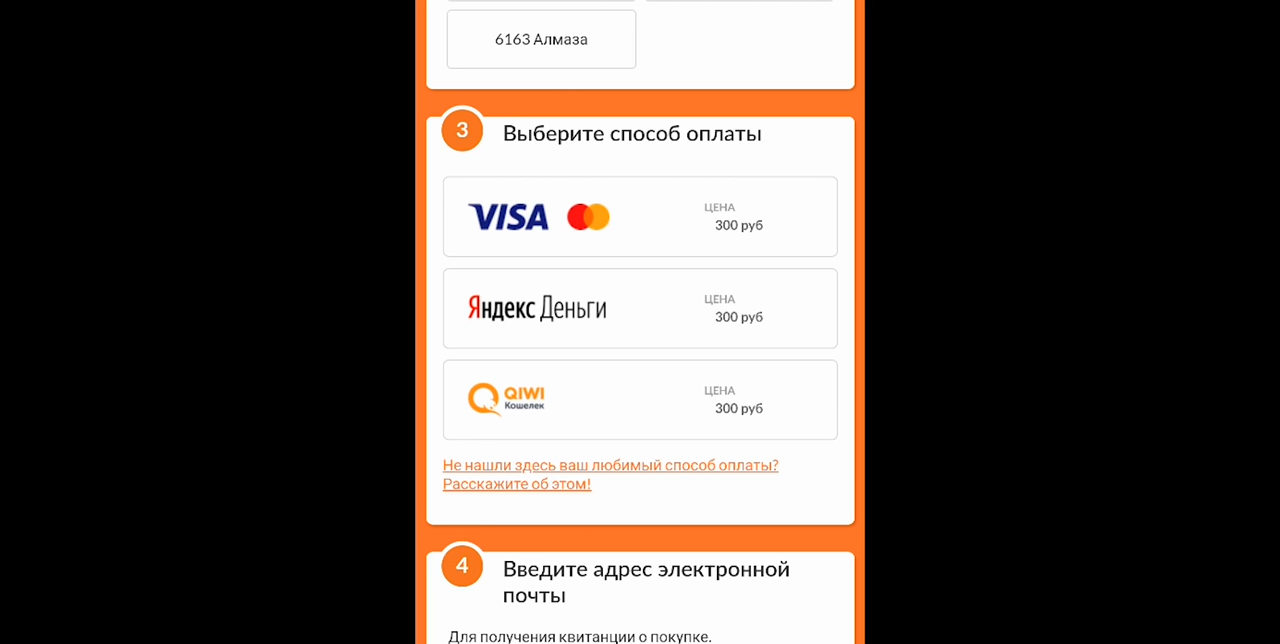 6163 Алмаза
3
Выберите способ оплаты
VISA
ЦЕНА
300 руб
Яндекс Деньги
ЦЕНА
300 руб
QIWI
Кошелек
ЦЕНА
300 руб
Не нашли здесь ваш любимый способ оплаты?
Расскажите об этом!
4
Введите адрес электронной
почты
Для получения квитанции о покупке.